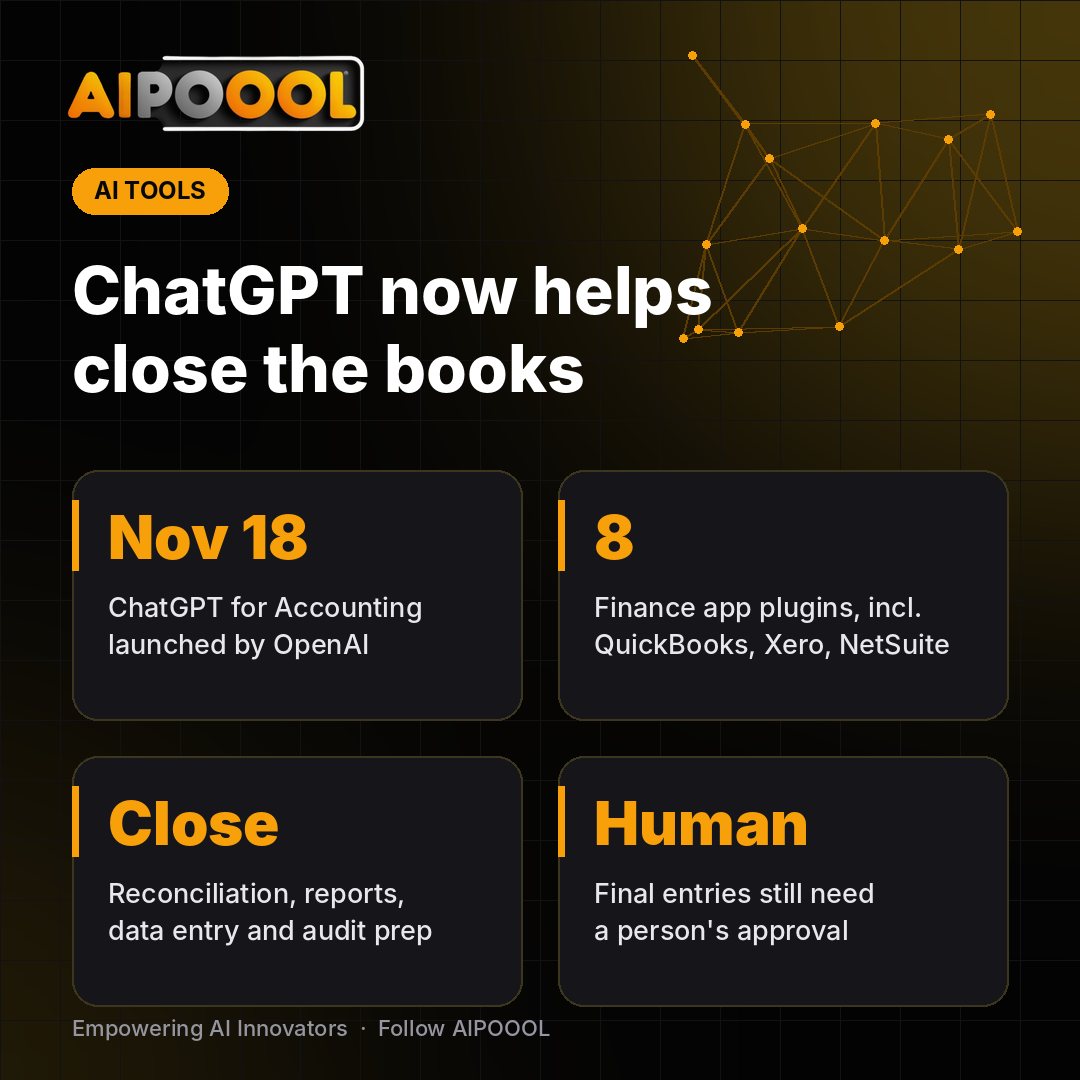 AIPOOOL
AI TOOLS
ChatGPT now helps
close the books
Nov 18
ChatGPT for Accounting
launched by OpenAI
8
Finance app plugins, incl.
QuickBooks, Xero, NetSuite
Close
Reconciliation, reports,
data entry and audit prep
Human
Final entries still need
a person's approval
Empowering AI Innovators · Follow AIPOOOL